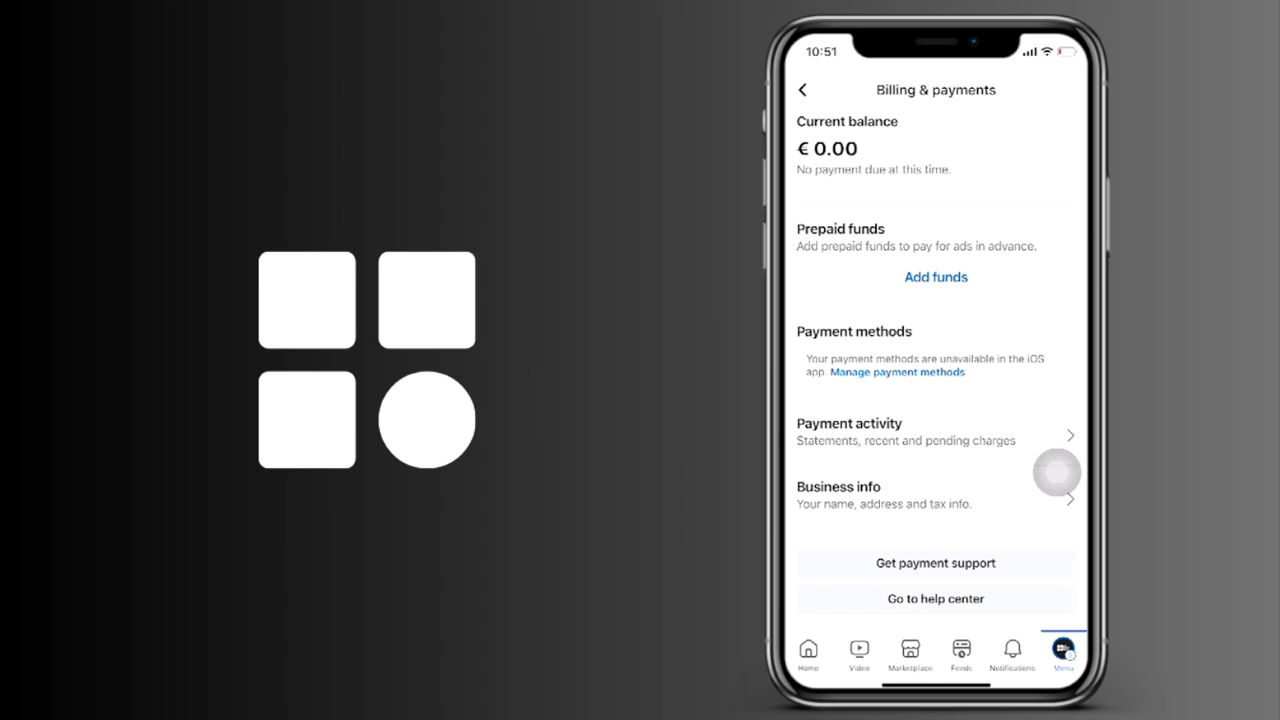 10:51
Billing & payments
Current balance
€ 0.00
No payment due at this time.
Prepaid funds
Add prepaid funds to pay for ads in advance.
Add funds
Payment methods
Your payment methods are unavailable in the iOS
app. Manage payment methods
Payment activity
Statements, recent and pending charges
Business info
Your name, address and tax info.
Get payment support
Go to help center
Home Video Marketplace Feeds Notifications Menu